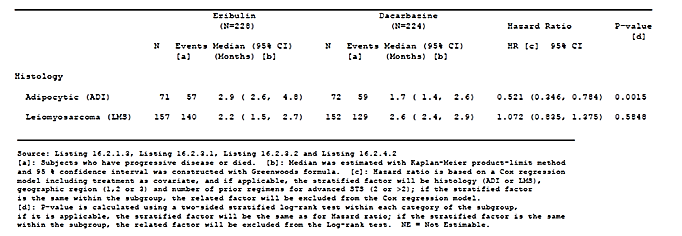 Eribulin Dacarbazine
(N=228) (N=224) Hazard Ratio P-value
[d]
N Events Median (95% CI) N Events Median (95% CI) HR [c] 95% CI
[a] (Months) [b] [a] (Months) [b]
Histology
Adipocytic (ADI) 71 57 2.9 ( 2.6, 4.8) 72 59 1.7 ( 1.4, 2.6) 0.521 (0.346, 0.784) 0.0015
Leiomyosarcoma (LMS) 157 140 2.2 ( 1.5, 2.7) 152 129 2.6 ( 2.4, 2.9) 1.072 (0.835, 1.375) 0.5848
Source: Listing 16.2.1.3, Listing 16.2.3.1, Listing 16.2.3.2 and Listing 16.2.4.2
[a]: Subjects who have progressive disease or died. [b]: Median was estimated with Kaplan-Meier product-limit method
and 95 % confidence interval was constructed with Greenwoods formula. [c]: Hazard ratio is based on a Cox regression
model including treatment as covariate, and if applicable, the stratified factor will be histology (ADI or LMS),
geographic region (1,2 or 3) and number of prior regimens for advanced STS (2 or >2); if the stratified factor
is the same within the subgroup, the related factor will be excluded from the Cox regression model.
[d]: P-value is calculated using a two-sided stratified log-rank test within each category of the subgroup,
if it is applicable, the stratified factor will be the same as for Hazard ratio; if the stratified factor is the same
within the subgroup, the related factor will be excluded from the Log-rank test. NE = Not Estimable.